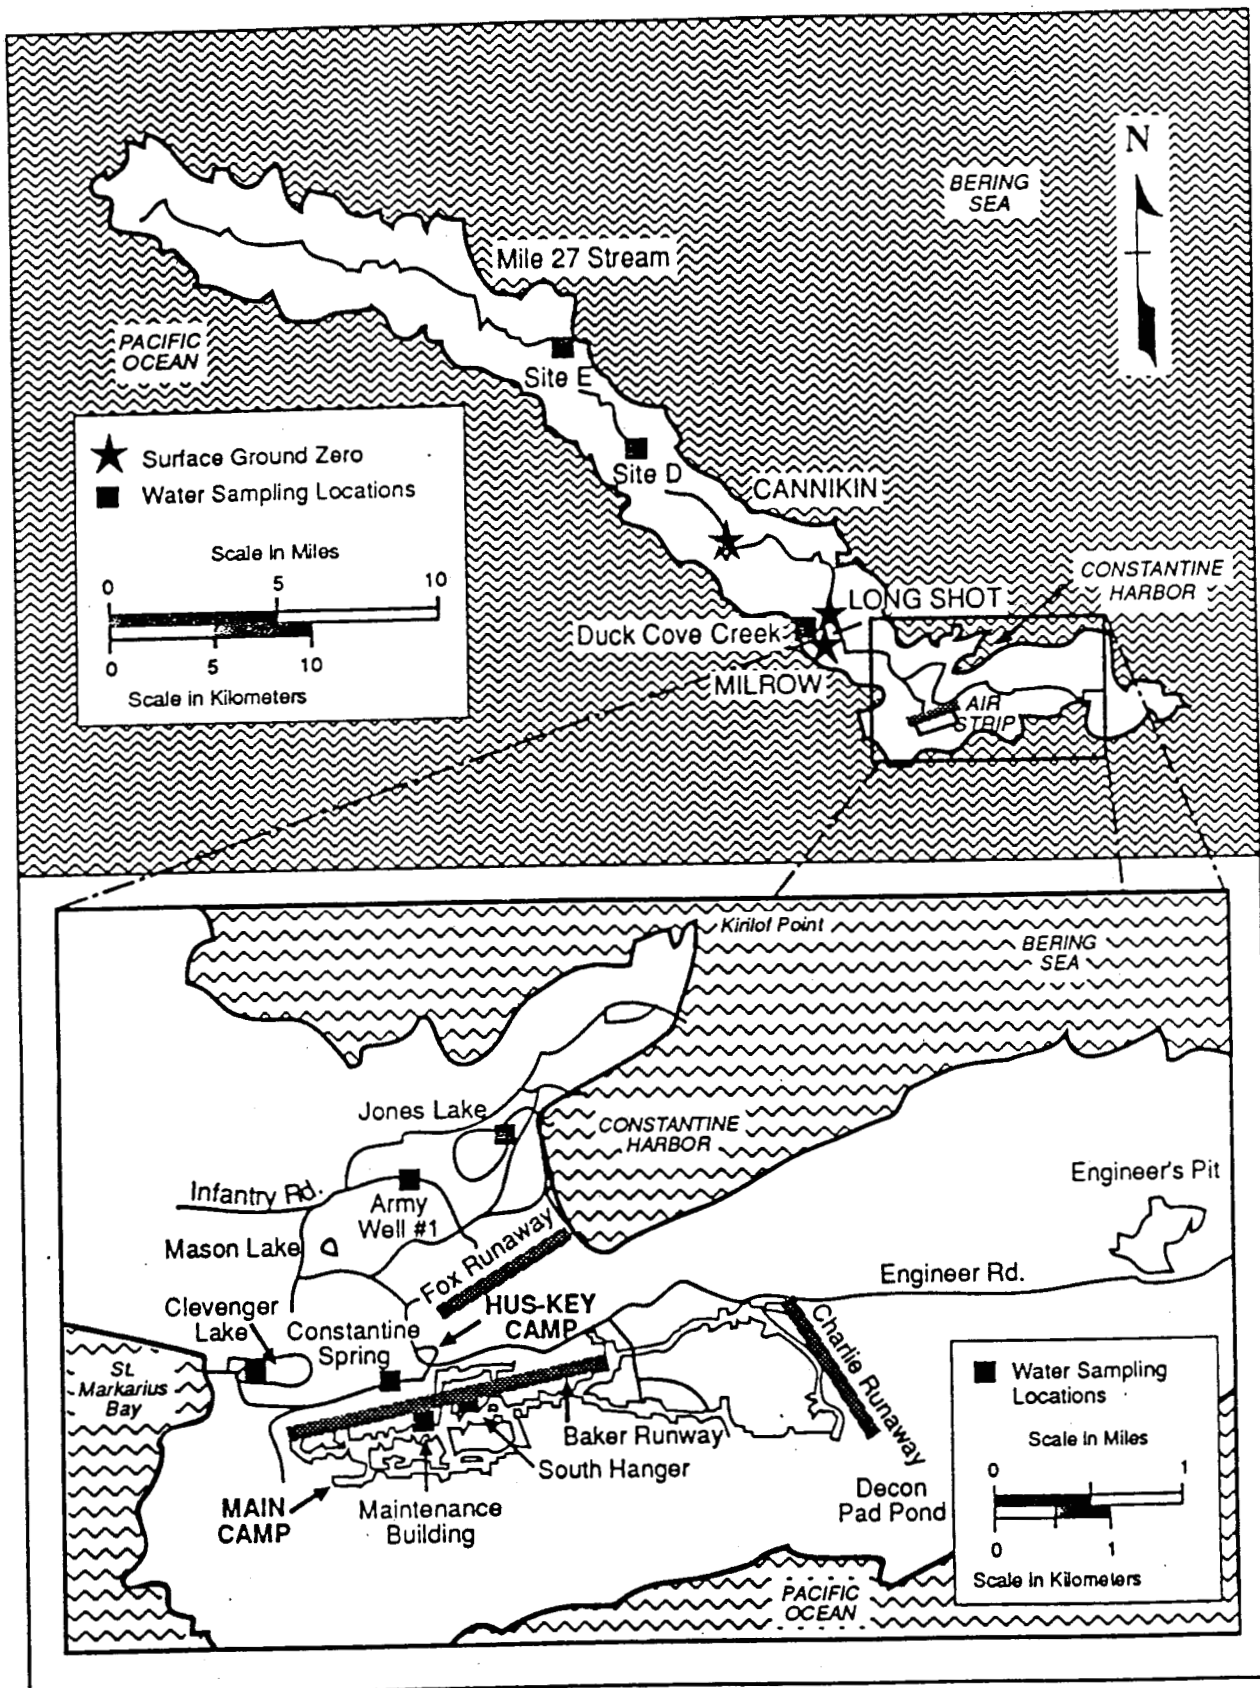 N
BERING
SEA
Mile 27 Stream
PACIFIC
OCEAN
Site E
Surface Ground Zero
Water Sampling Locations
Scale in Miles
0 5 10
0 5 10
Scale in Kilometers
Site D
CANNIKIN
CONSTANTINE
HARBOR
LONG SHOT
Duck Cove Creek
MILROW
AIR
STRIP
Kirilof Point
BERING
SEA
Jones Lake
CONSTANTINE
HARBOR
Engineer's Pit
Infantry Rd.
Army
Well #1
Mason Lake
Fox Runaway
Engineer Rd.
Clevenger
Lake
Constantine
Spring
HUS-KEY
CAMP
Charlie Runaway
St.
Markarius
Bay
Water Sampling
Locations
Scale in Miles
0 1
0 1
Scale in Kilometers
Baker Runway
South Hanger
MAIN
CAMP
Maintenance
Building
Decon
Pad Pond
PACIFIC
OCEAN